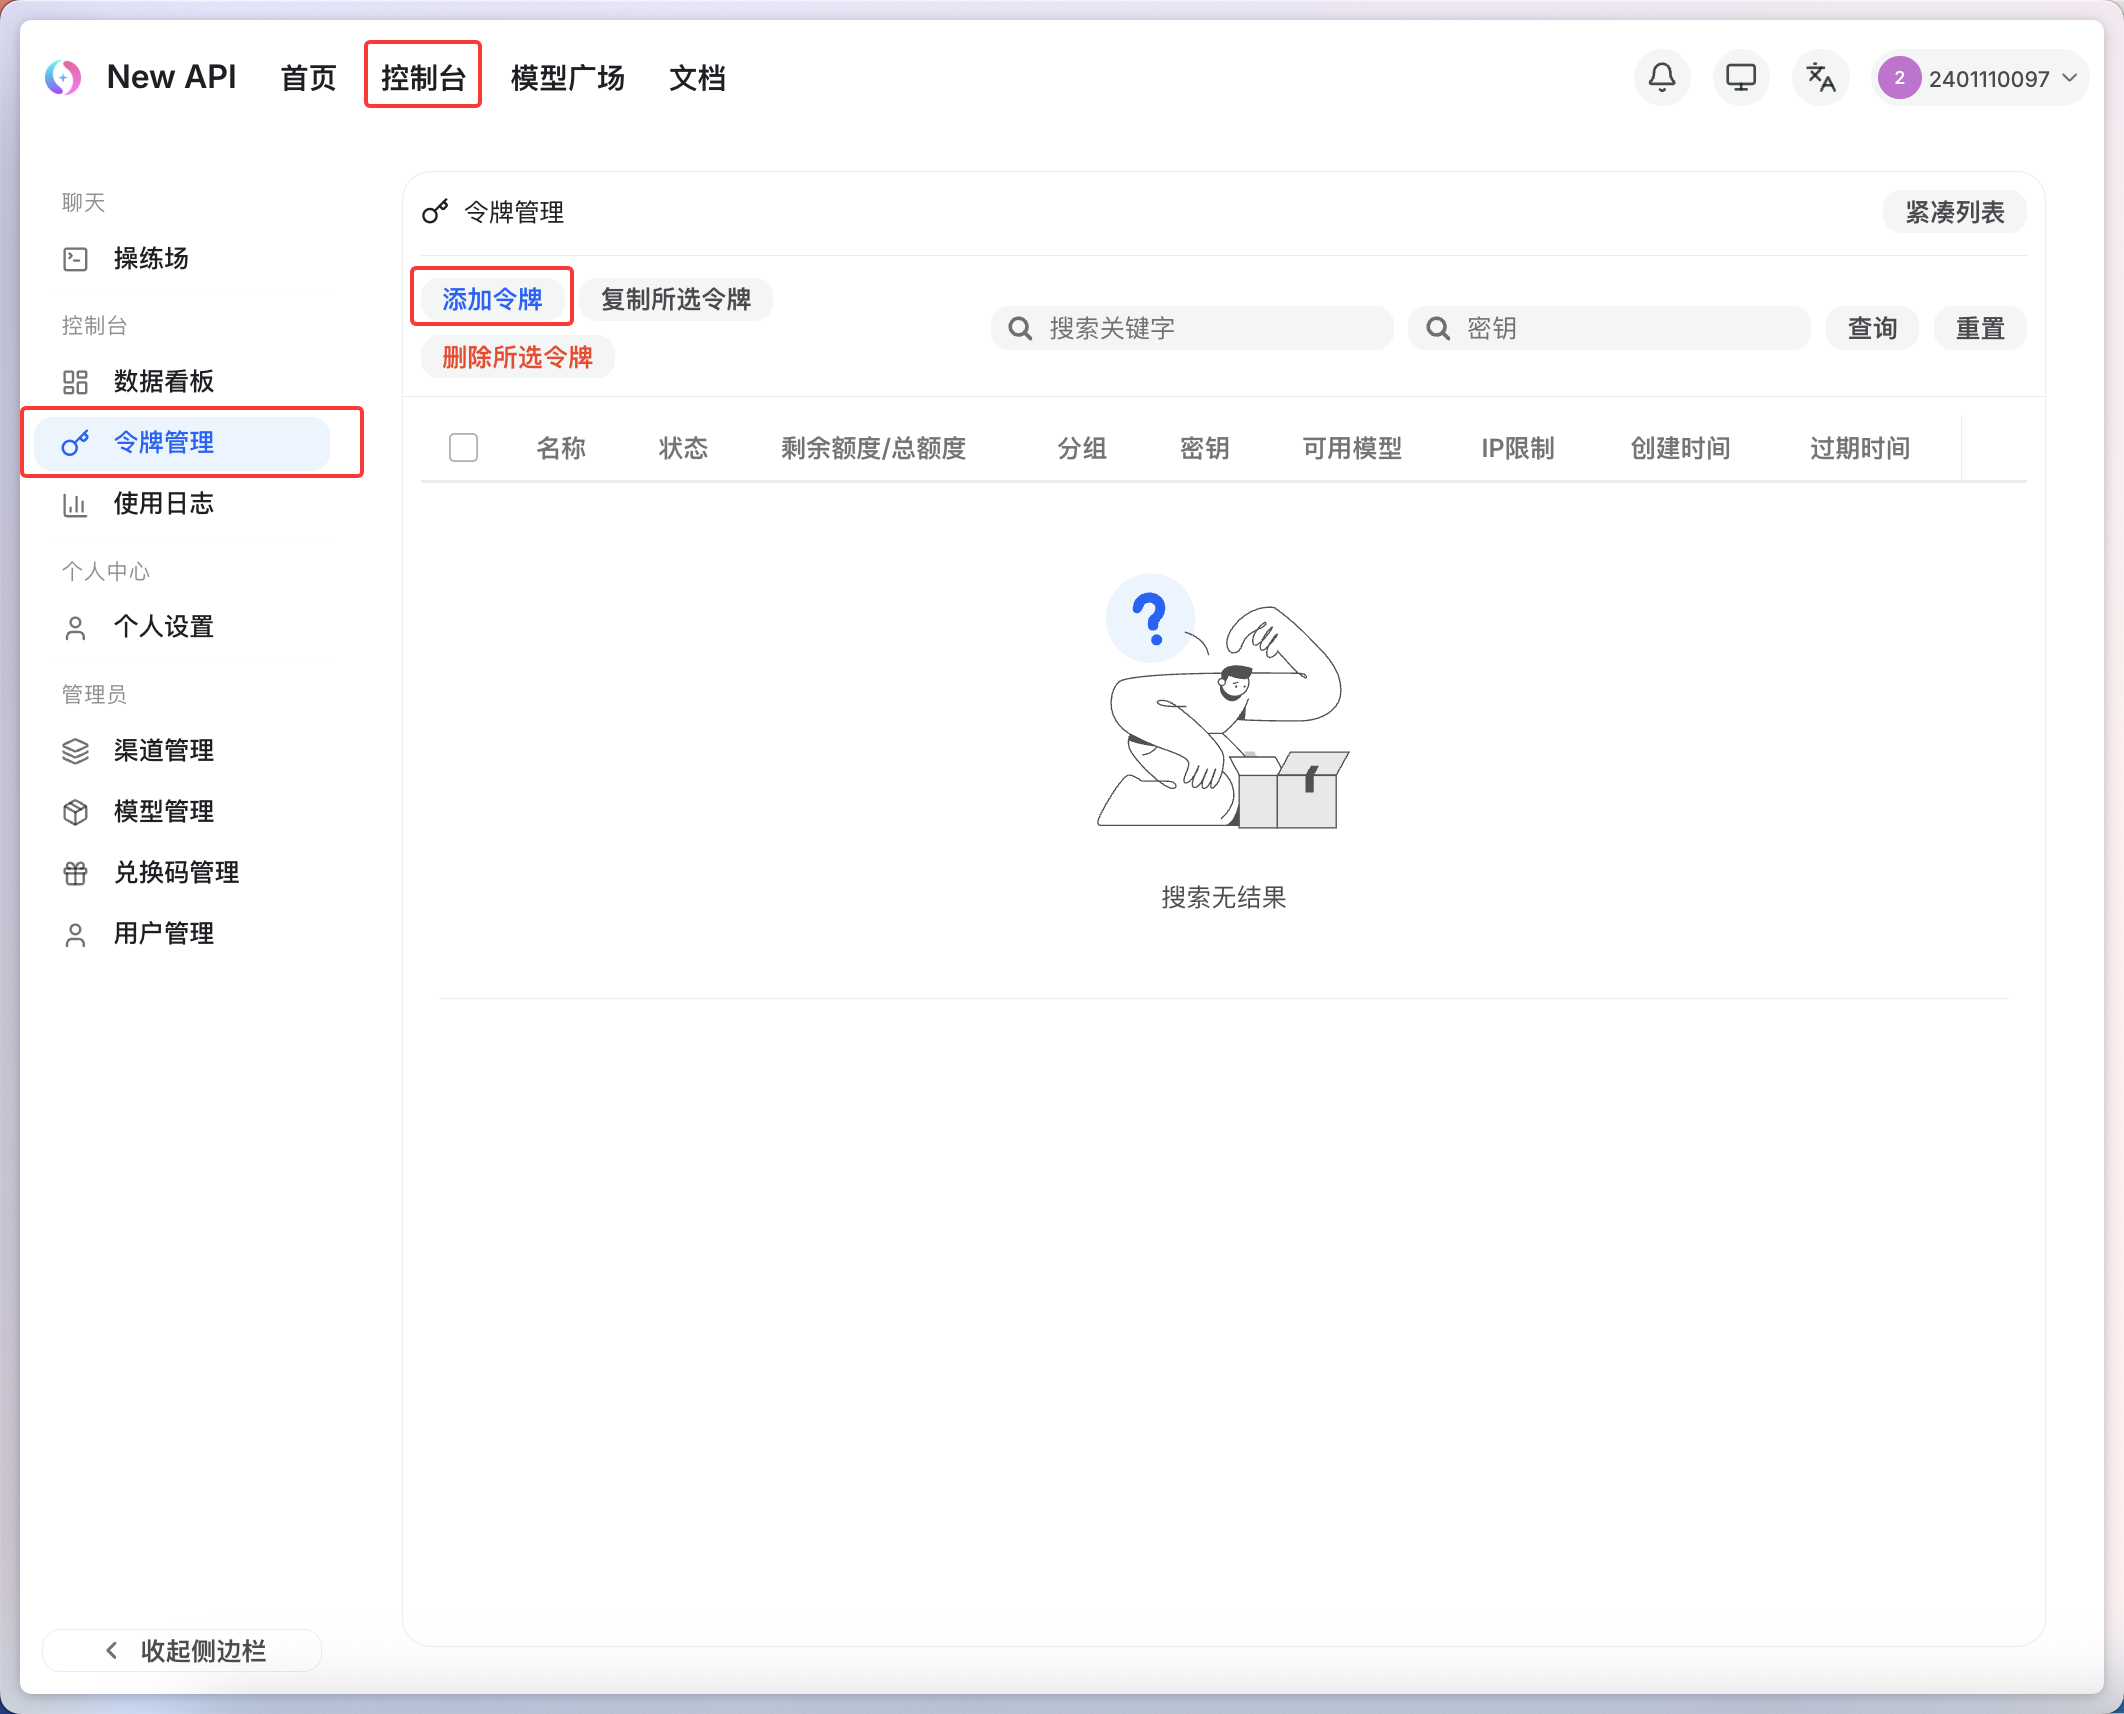 New API 首页 控制台 模型广场 文档 2 2401110097
聊天
操练场
控制台
数据看板
令牌管理
使用日志
个人中心
个人设置
管理员
渠道管理
模型管理
兑换码管理
用户管理
收起侧边栏
令牌管理 紧凑列表
添加令牌 复制所选令牌
删除所选令牌
搜索关键字 密钥 查询 重置
名称 状态 剩余额度/总额度 分组 密钥 可用模型 IP限制 创建时间 过期时间
?
搜索无结果